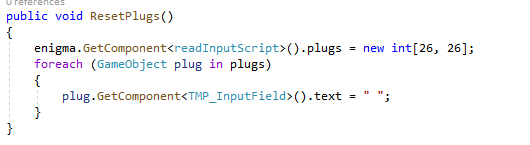 0 references
public void ResetPlugs()
{
enigma.GetComponent<readInputScript>().plugs = new int[26, 26];
foreach (GameObject plug in plugs)
{
plug.GetComponent<TMP_InputField>().text = " ";
}
}